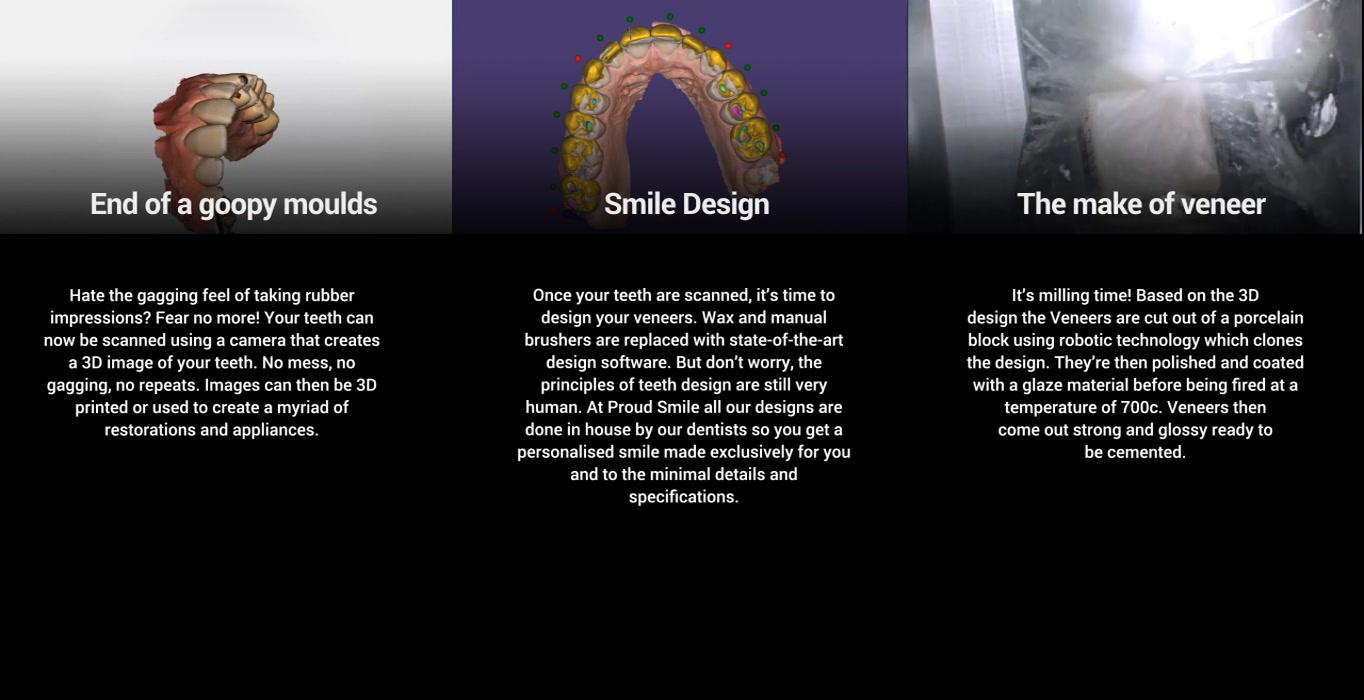 End of a goopy moulds
Hate the gagging feel of taking rubber
impressions? Fear no more! Your teeth can
now be scanned using a camera that creates
a 3D image of your teeth. No mess, no
gagging, no repeats. Images can then be 3D
printed or used to create a myriad of
restorations and appliances.
Smile Design
Once your teeth are scanned, it’s time to
design your veneers. Wax and manual
brushers are replaced with state-of-the-art
design software. But don’t worry, the
principles of teeth design are still very
human. At Proud Smile all our designs are
done in house by our dentists so you get a
personalised smile made exclusively for you
and to the minimal details and
specifications.
The make of veneer
It’s milling time! Based on the 3D
design the Veneers are cut out of a porcelain
block using robotic technology which clones
the design. They’re then polished and coated
with a glaze material before being fired at a
temperature of 700c. Veneers then
come out strong and glossy ready to
be cemented.